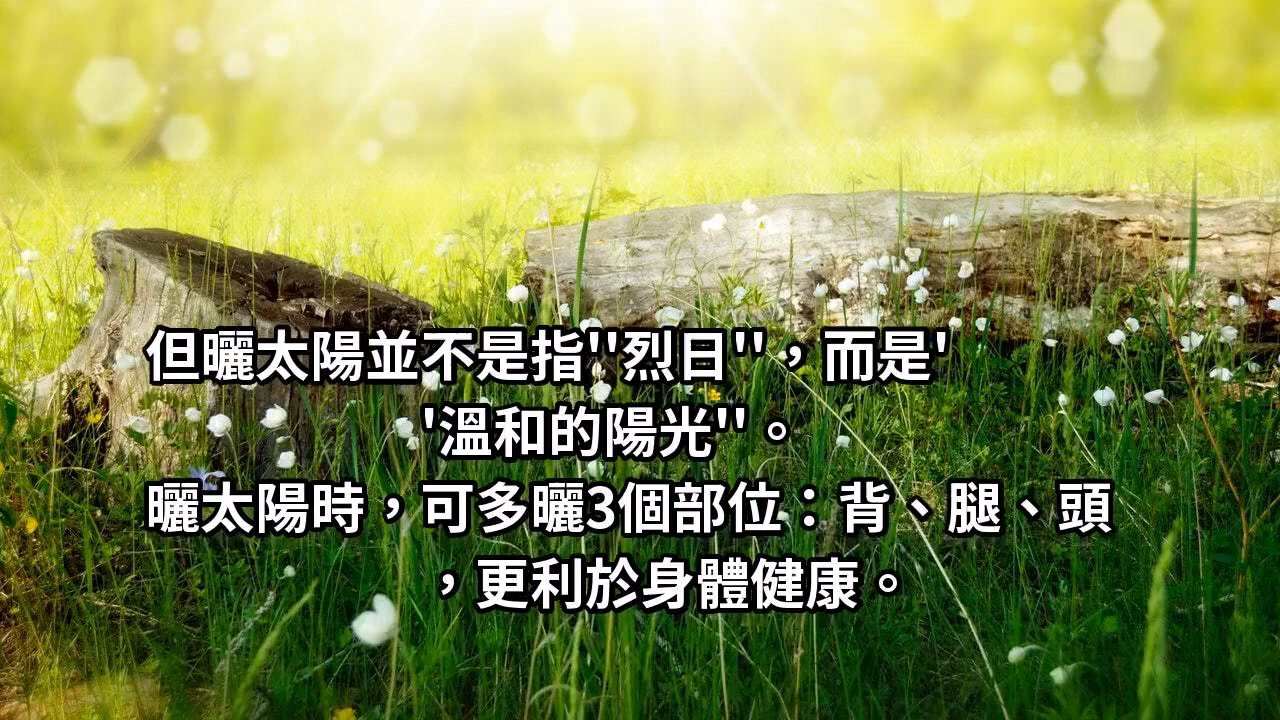 但曬太陽並不是指''烈日''，而是'
'溫和的陽光''。
曬太陽時，可多曬3個部位：背、腿、頭
，更利於身體健康。